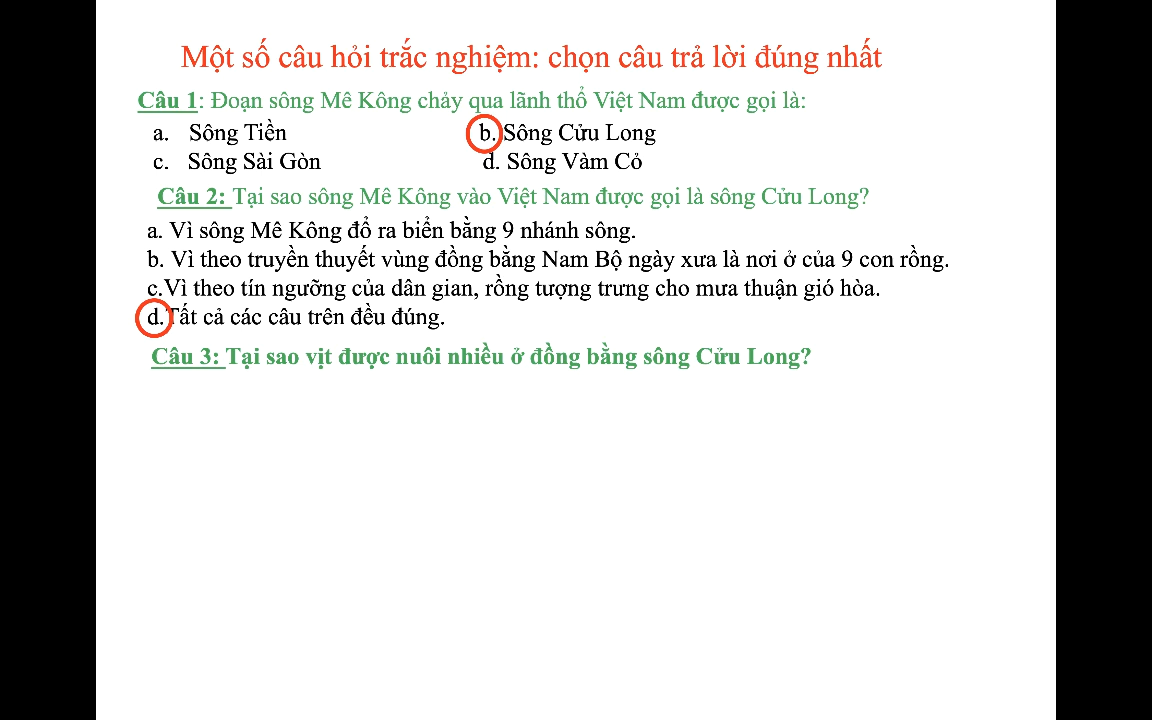 Một số câu hỏi trắc nghiệm: chọn câu trả lời đúng nhất
Câu 1: Đoạn sông Mê Kông chảy qua lãnh thổ Việt Nam được gọi là:
a. Sông Tiền b. Sông Cửu Long
c. Sông Sài Gòn d. Sông Vàm Cỏ
Câu 2: Tại sao sông Mê Kông vào Việt Nam được gọi là sông Cửu Long?
a. Vì sông Mê Kông đổ ra biển bằng 9 nhánh sông.
b. Vì theo truyền thuyết vùng đồng bằng Nam Bộ ngày xưa là nơi ở của 9 con rồng.
c.Vì theo tín ngưỡng của dân gian, rồng tượng trưng cho mưa thuận gió hòa.
d.Tất cả các câu trên đều đúng.
Câu 3: Tại sao vịt được nuôi nhiều ở đồng bằng sông Cửu Long?